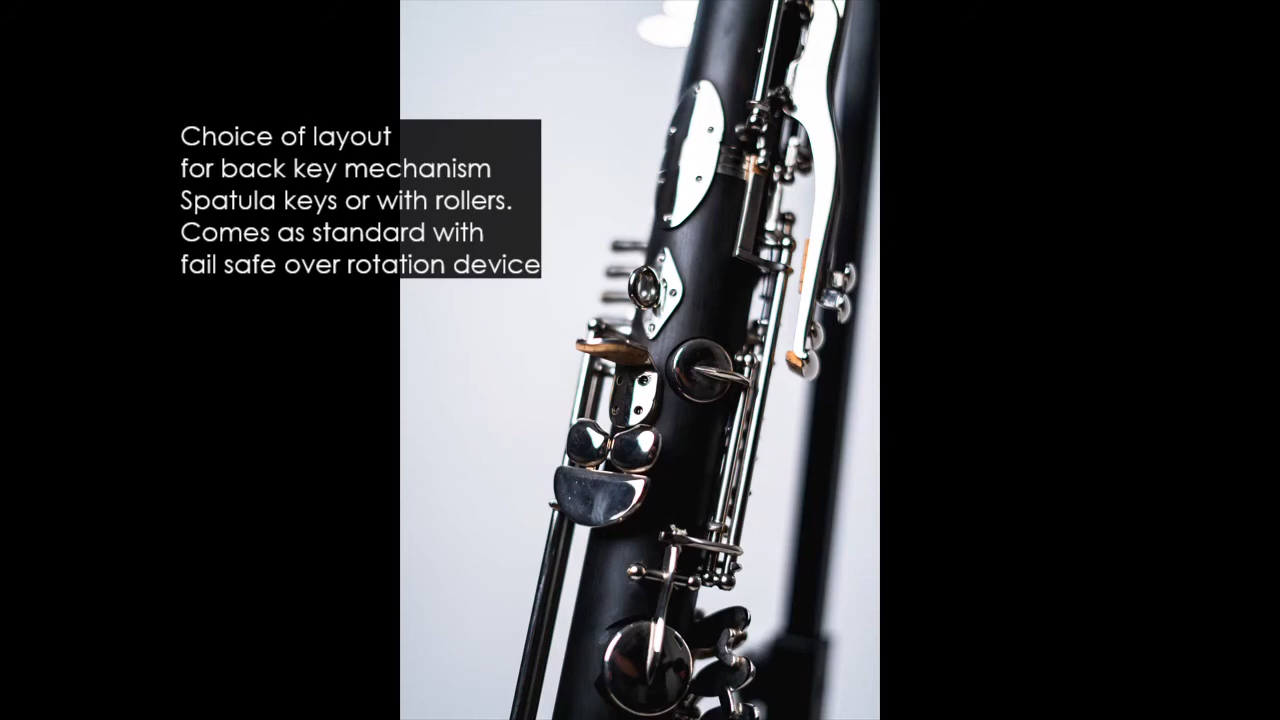 Choice of layout
for back key mechanism
Spatula keys or with rollers.
Comes as standard with
fail safe over rotation device